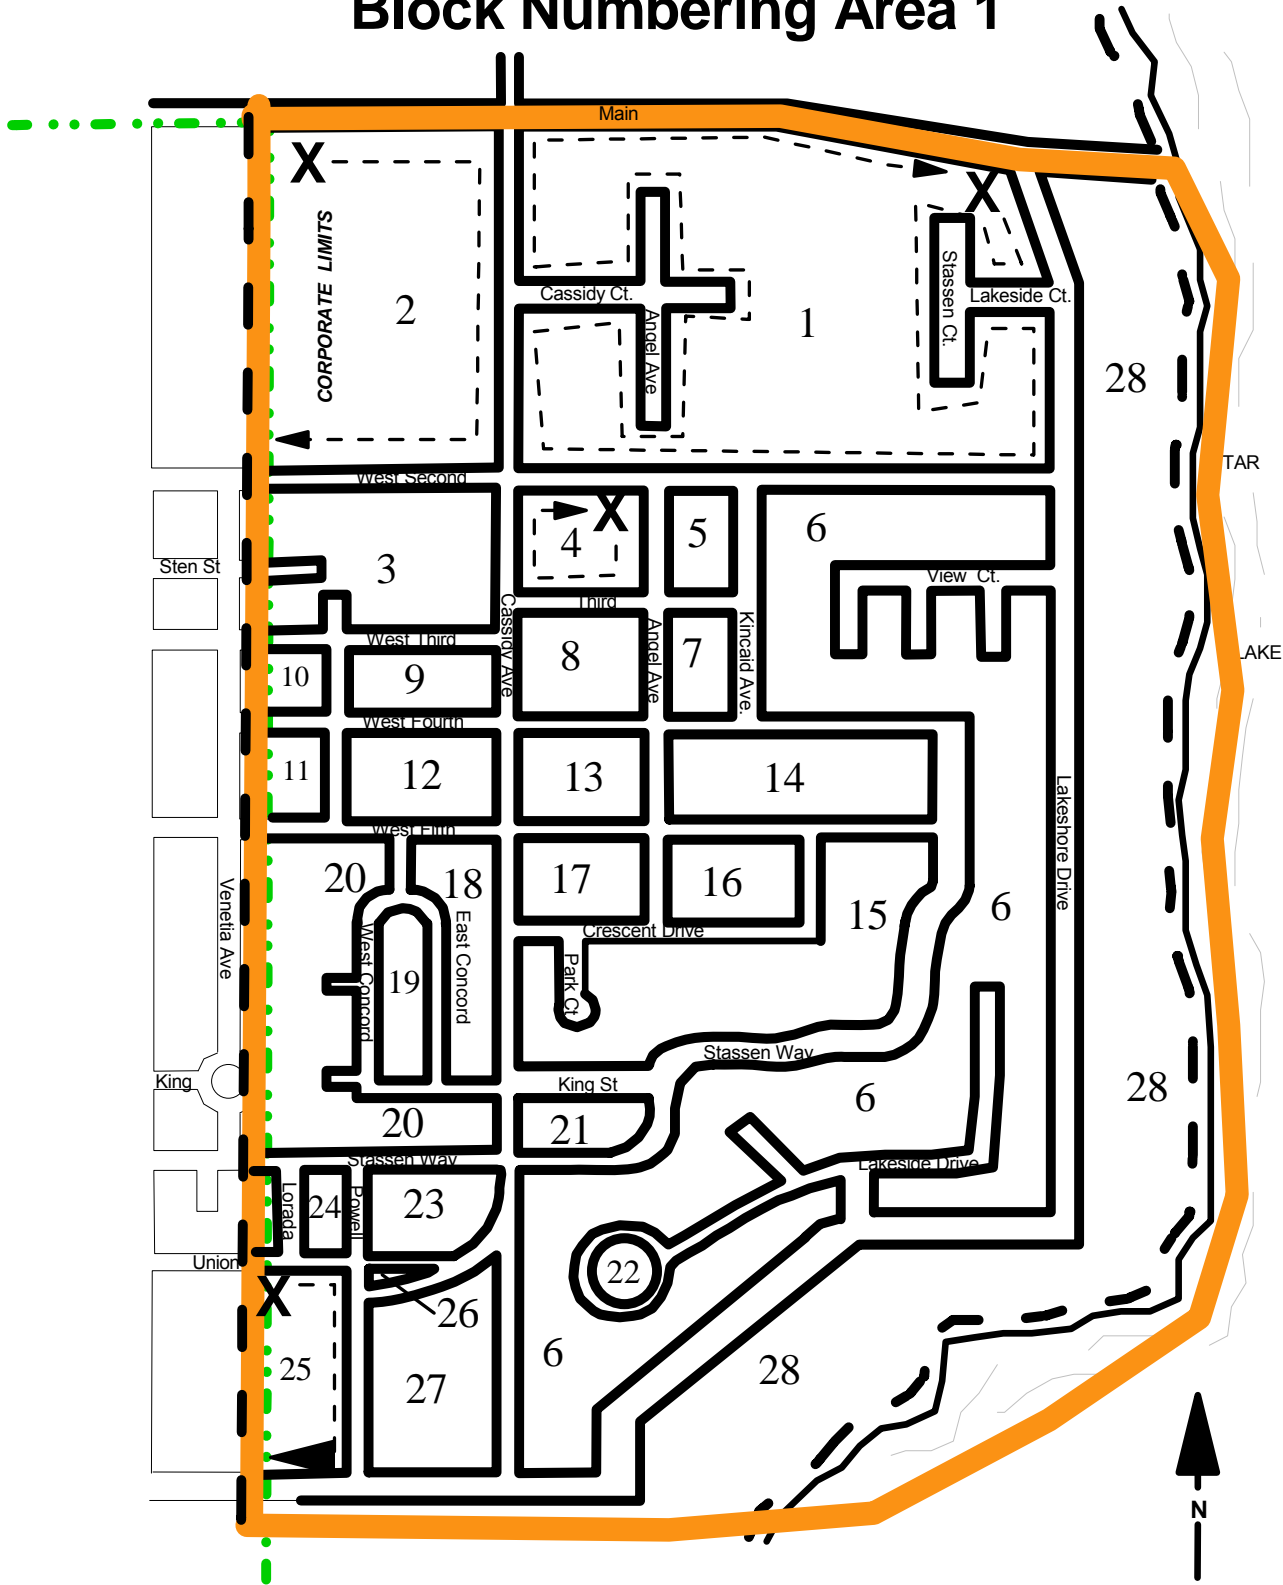 Block Numbering Area 1
Main
X
X
CORPORATE LIMITS
2
Cassidy Ct.
Angel Ave
1
Stassen Ct.
Lakeside Ct.
28
TAR
West Second
4
X
5
6
Sten St
3
View Ct.
Third
West Third
Cassidy Ave
8
Angel Ave
7
Kincaid Ave.
LAKE
10
9
West Fourth
11
12
13
14
Lakeshore Drive
West Fifth
20
18
17
16
15
6
Venetia Ave
West Concord
19
East Concord
Crescent Drive
Park Ct.
Stassen Way
King
King St
6
28
20
21
Stassen Way
Lakeside Drive
Lorada
24
Powell
23
Union
22
X
26
25
27
6
28
N